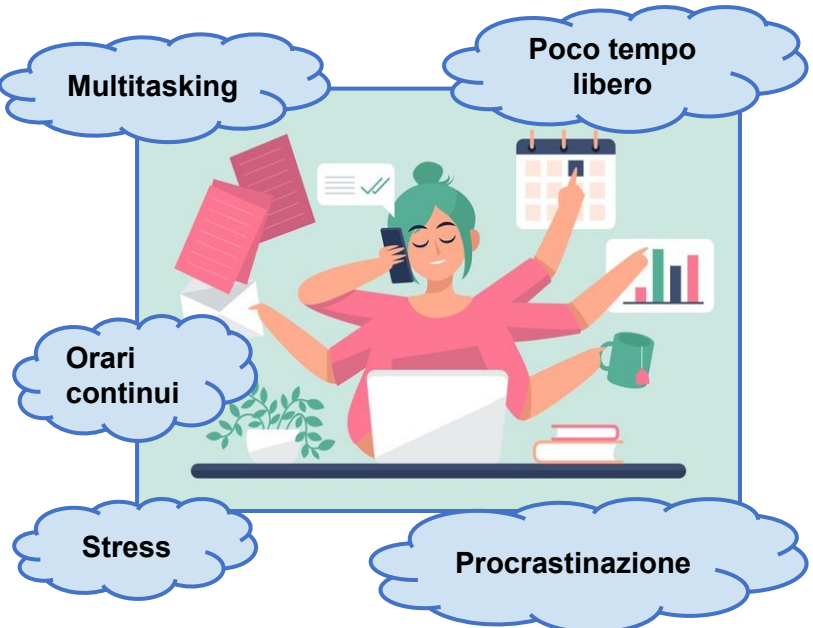 Multitasking
Poco tempo
libero
Orari
continui
Stress
Procrastinazione